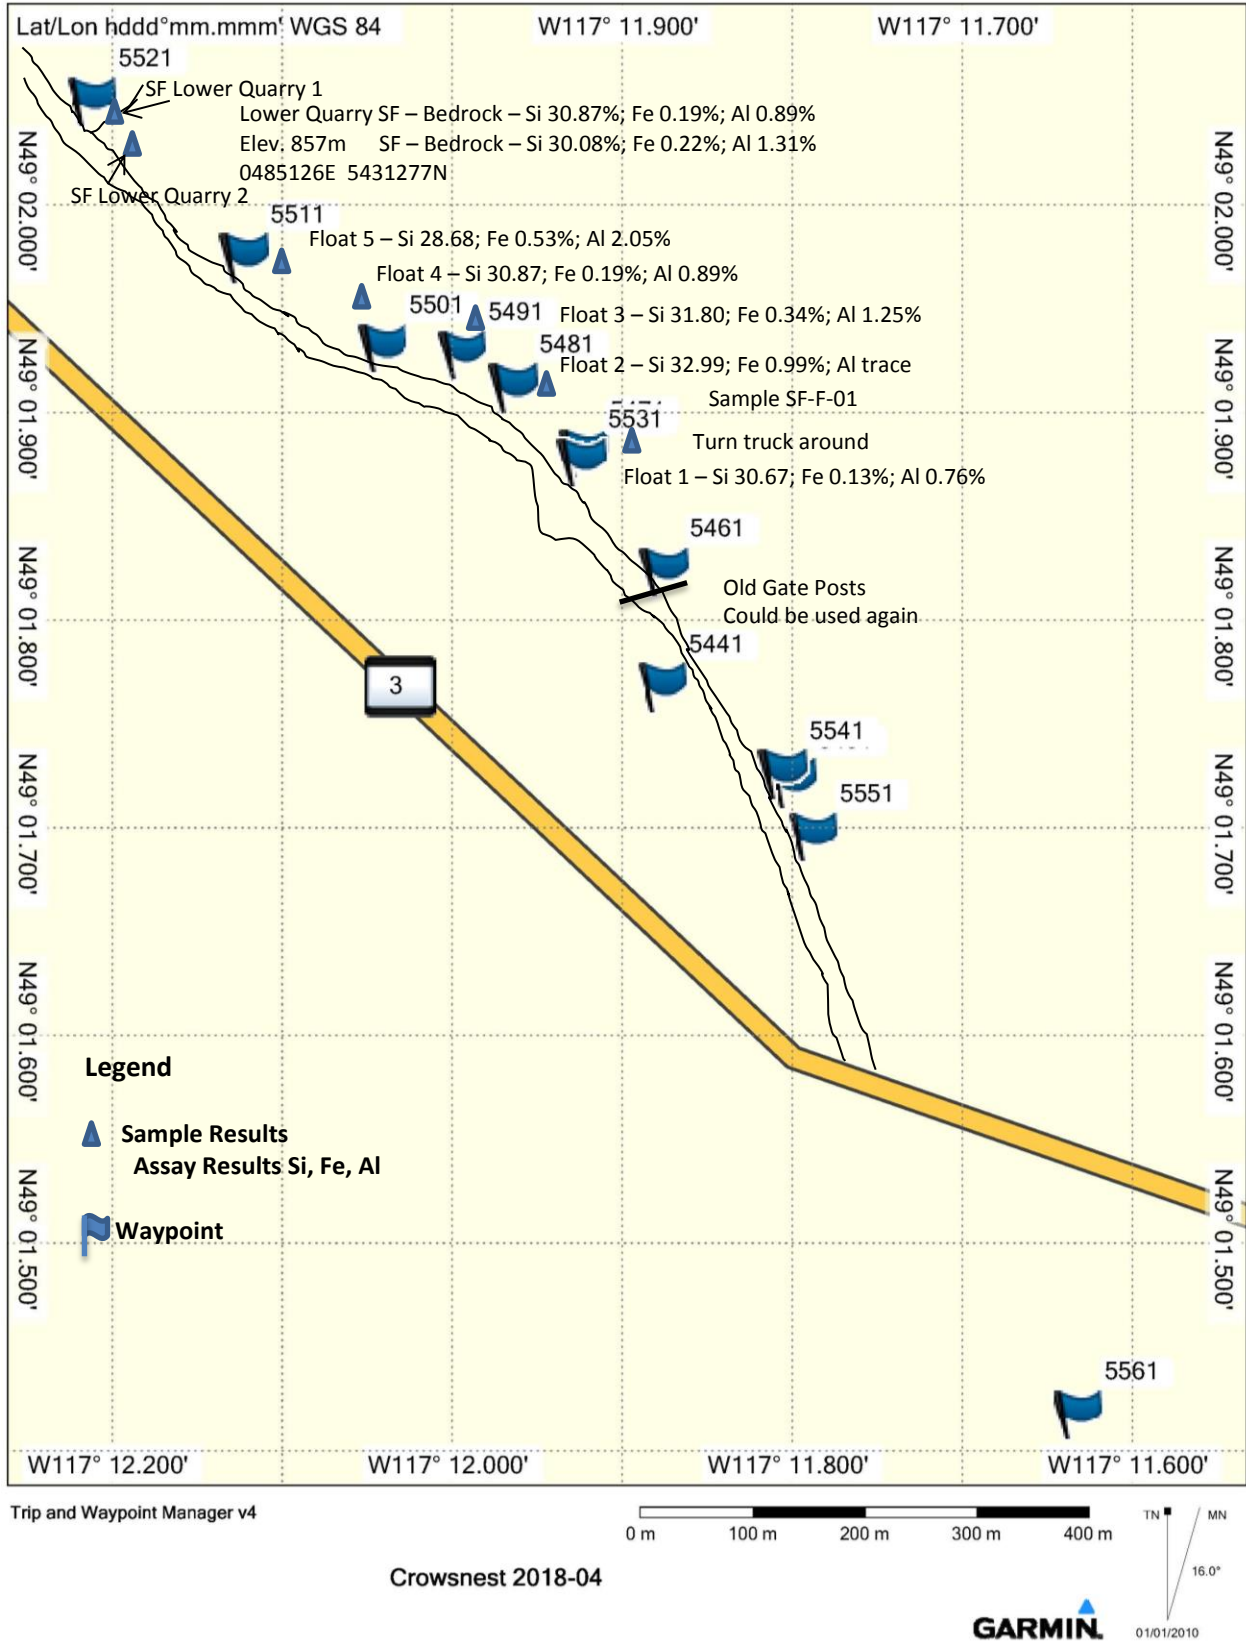 Lat/Lon hddd°mm.mmm' WGS 84
W117° 11.900'
W117° 11.700'
5521
SF Lower Quarry 1
Lower Quarry SF – Bedrock – Si 30.87%; Fe 0.19%; Al 0.89%
Elev. 857m SF – Bedrock – Si 30.08%; Fe 0.22%; Al 1.31%
0485126E 5431277N
SF Lower Quarry 2
N49° 02.000'
N49° 02.000'
5511
Float 5 – Si 28.68; Fe 0.53%; Al 2.05%
Float 4 – Si 30.87; Fe 0.19%; Al 0.89%
5501
5491
Float 3 – Si 31.80; Fe 0.34%; Al 1.25%
5481
Float 2 – Si 32.99; Fe 0.99%; Al trace
Sample SF-F-01
N49° 01.900'
N49° 01.900'
5531
Turn truck around
Float 1 – Si 30.67; Fe 0.13%; Al 0.76%
5461
Old Gate Posts
Could be used again
N49° 01.800'
N49° 01.800'
5441
3
5541
5551
N49° 01.700'
N49° 01.700'
N49° 01.600'
N49° 01.600'
Legend
Sample Results
Assay Results Si, Fe, Al
Waypoint
N49° 01.500'
N49° 01.500'
5561
W117° 12.200'
W117° 12.000'
W117° 11.800'
W117° 11.600'
Trip and Waypoint Manager v4
0 m
100 m
200 m
300 m
400 m
TN
MN
16.0°
Crowsnest 2018-04
GARMIN.
01/01/2010